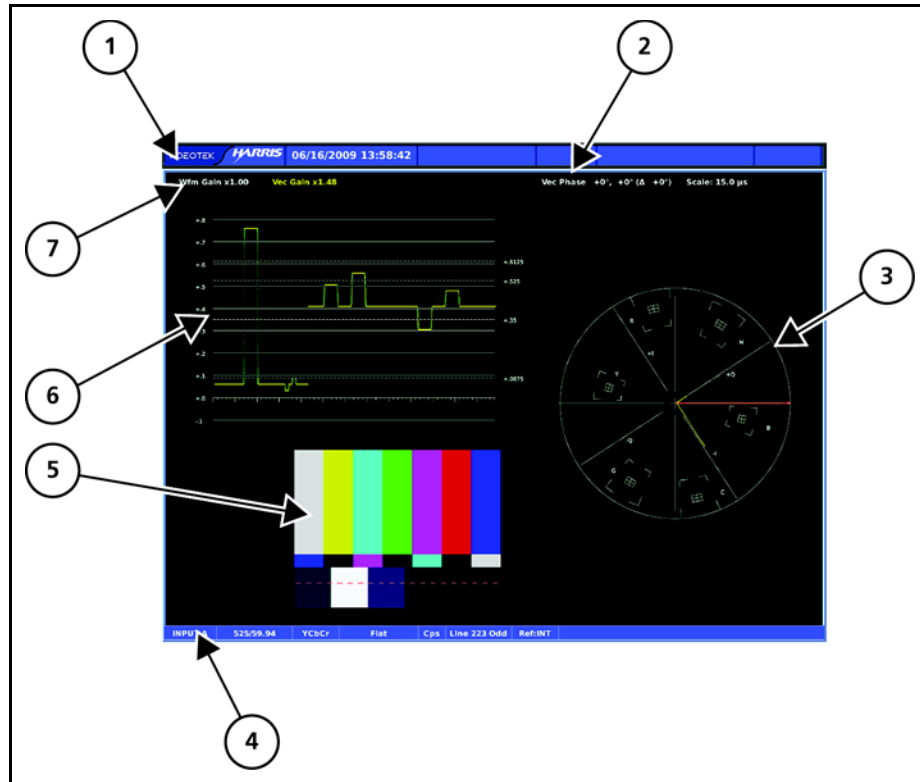 1
2
HARRIS 06/16/2009 13:58:42
Wfm Gain x1.00 Vec Gain x1.48 Vec Phase +0°, +0° (Δ +0°) Scale: 15.0 µs
7
3
+.8
+.7
+.6
+.5
+.4
+.3
+.2
+.1
+.0
-.1
+.6125
+.525
+.35
+.0875
R
+I
M
+Q
Y
B
-Q
G
C
6
5
INPUT A 525/59.94 YCbCr Flat Cps Line 223 Odd Ref:INT
4